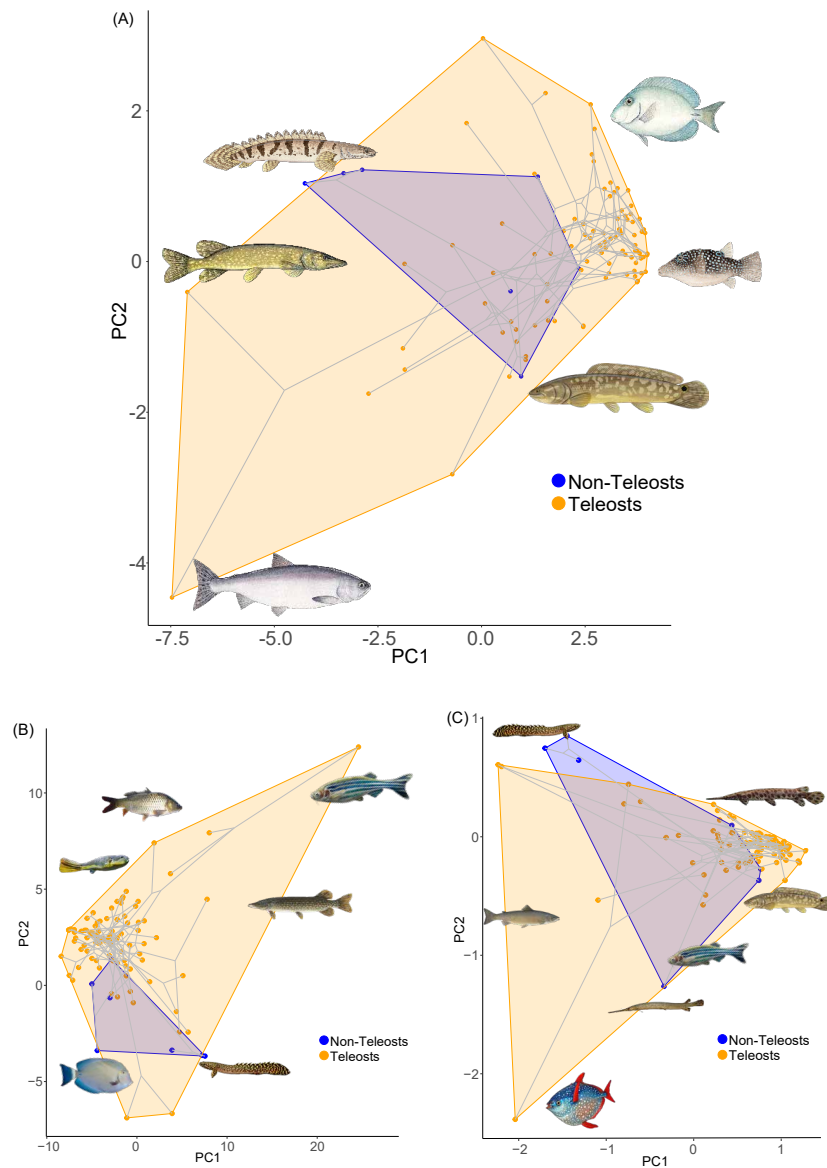 (A)
2
0
-2
-4
PC2
-7.5 -5.0 -2.5 0.0 2.5
PC1
Non-Teleosts
Teleosts
(B)
10
5
0
−5
PC2
−10 0 10 20
PC1
Non-Teleosts
Teleosts
(C)
1
0
−1
−2
PC2
−2 −1 0 1
PC1
Non-Teleosts
Teleosts